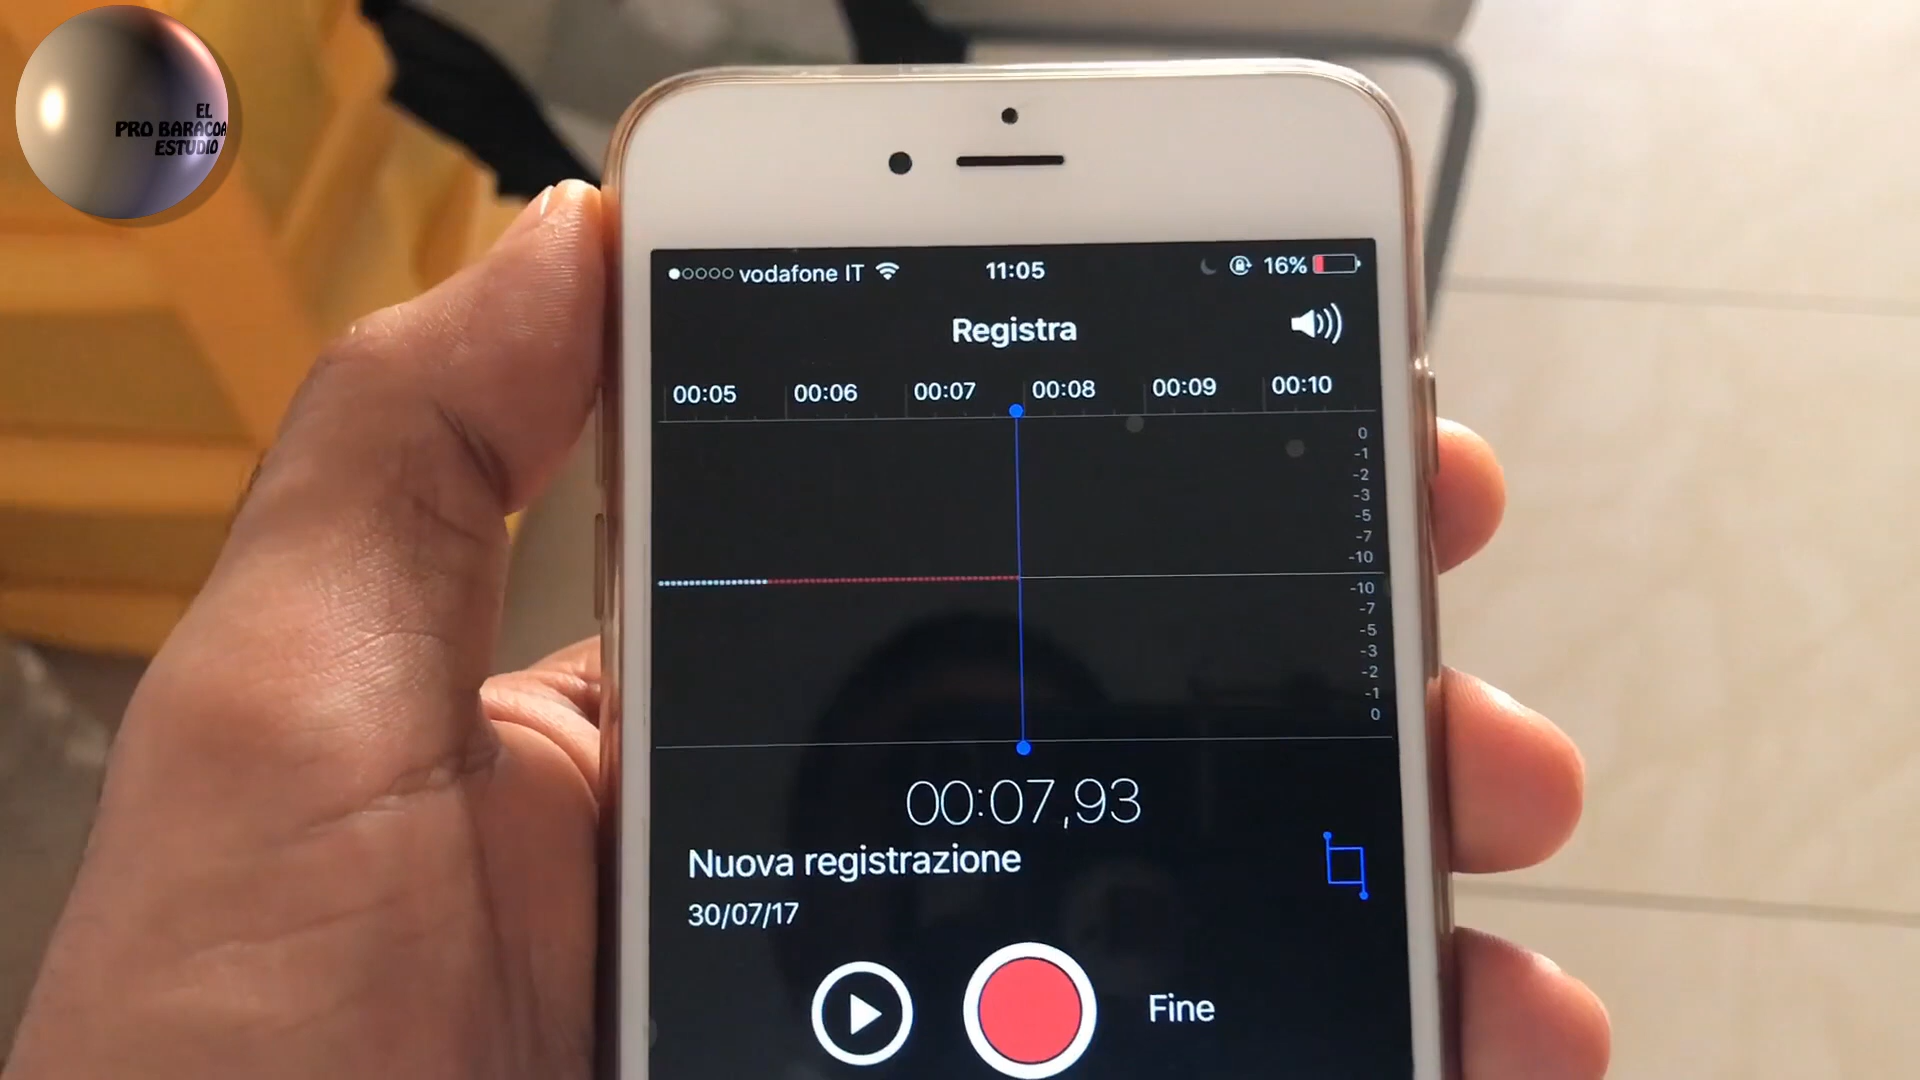 EL
PRO BARACOA
ESTUDIO
vodafone IT 11:05 16%
Registra
00:05 00:06 00:07 00:08 00:09 00:10
0
-1
-2
-3
-5
-7
-10
-10
-7
-5
-3
-2
-1
0
00:07,93
Nuova registrazione
30/07/17
Fine